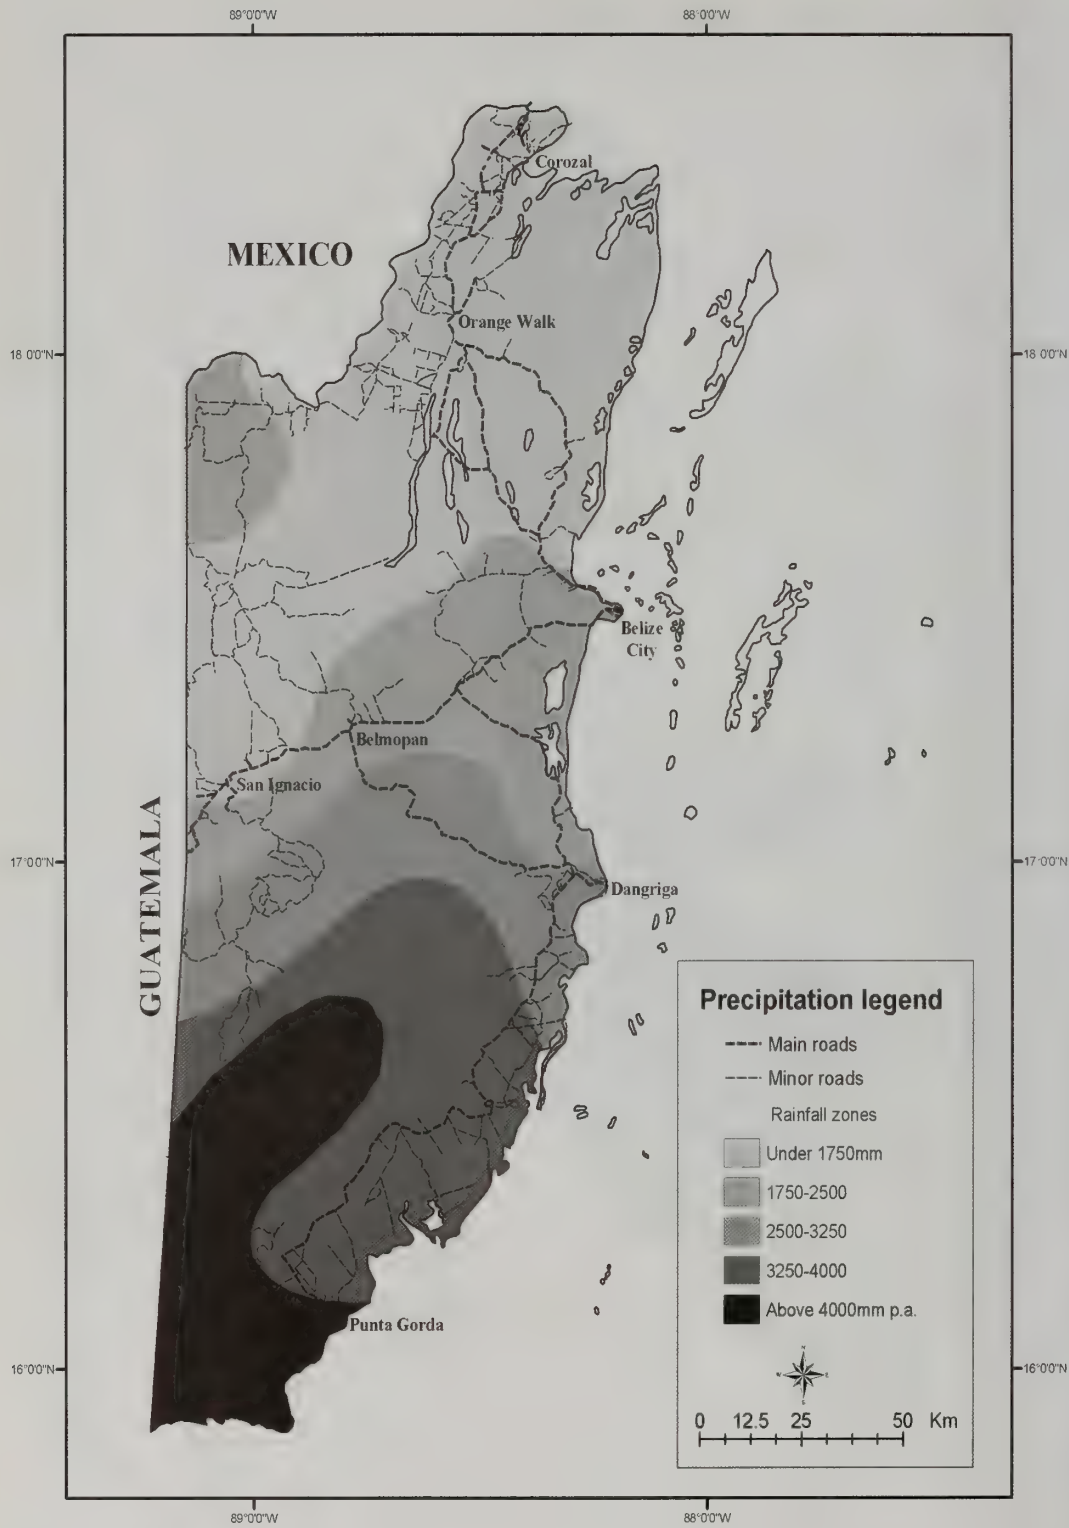 89°0'0"W
88°0'0"W
Corozal
MEXICO
Orange Walk
18°0'0"N
18°0'0"N
Belize
City
Belmopan
San Ignacio
GUATEMALA
17°0'0"N
17°0'0"N
Dangriga
Precipitation legend
Main roads
Minor roads
Rainfall zones
Under 1750mm
1750-2500
2500-3250
3250-4000
Above 4000mm p.a.
Punta Gorda
N
W
E
S
16°0'0"N
16°0'0"N
0 12.5 25 50 Km
89°0'0"W
88°0'0"W